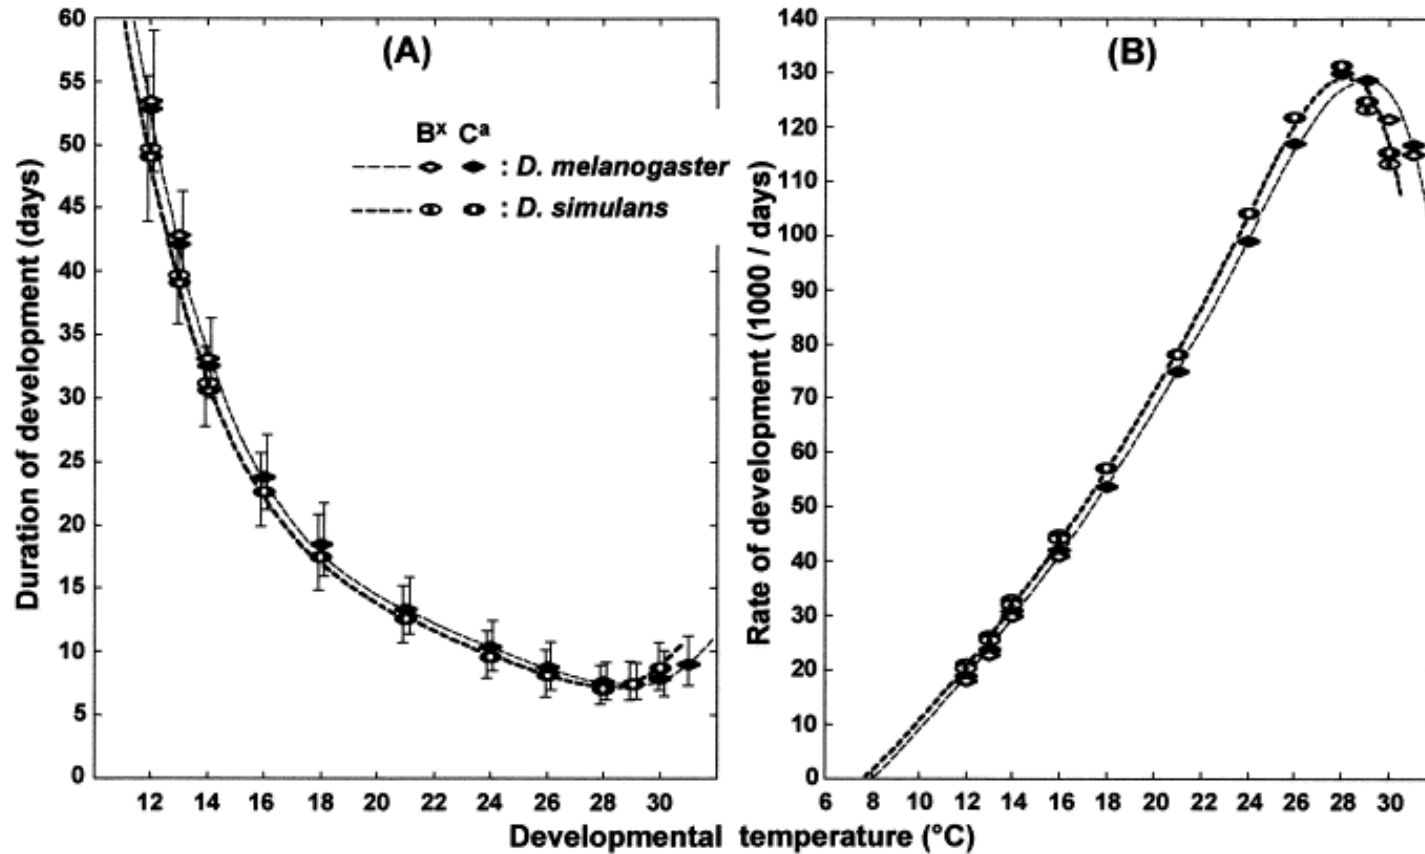 (A)
Bx Ca
: D. melanogaster
: D. simulans
Duration of development (days)
60
55
50
45
40
35
30
25
20
15
10
5
0
12 14 16 18 20 22 24 26 28 30
(B)
Rate of development (1000 / days)
140
130
120
110
100
90
80
70
60
50
40
30
20
10
0
6 8 10 12 14 16 18 20 22 24 26 28 30
Developmental temperature (°C)